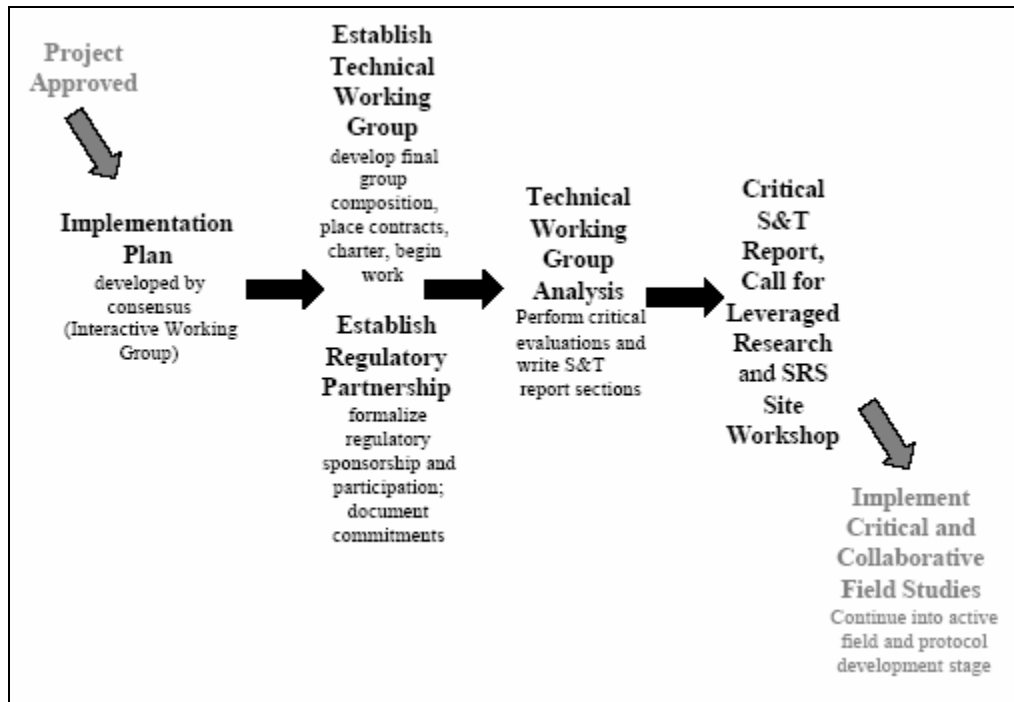 Project
Approved
Implementation
Plan
developed by
consensus
(Interactive Working
Group)
Establish
Technical
Working
Group
develop final
group
composition,
place contracts,
charter, begin
work
Establish
Regulatory
Partnership
formalize
regulatory
sponsorship and
participation;
document
commitments
Technical
Working
Group
Analysis
Perform critical
evaluations and
write S&T
report sections
Critical
S&T
Report,
Call for
Leveraged
Research
and SRS
Site
Workshop
Implement
Critical and
Collaborative
Field Studies
Continue into active
field and protocol
development stage